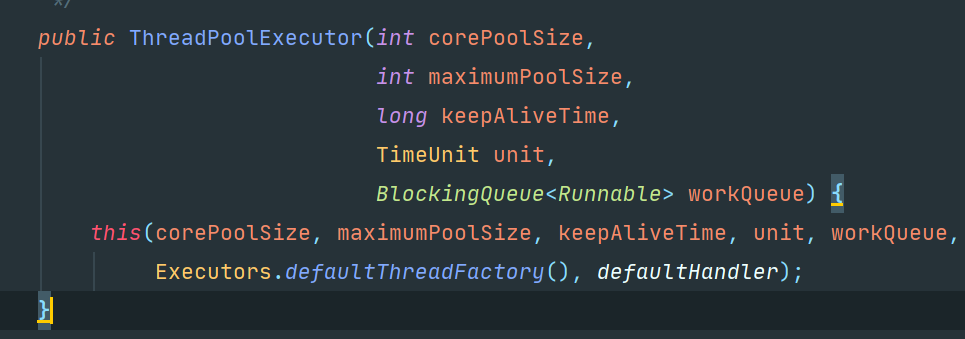 */
public ThreadPoolExecutor(int corePoolSize,
int maximumPoolSize,
long keepAliveTime,
TimeUnit unit,
BlockingQueue<Runnable> workQueue) {
this(corePoolSize, maximumPoolSize, keepAliveTime, unit, workQueue,
Executors.defaultThreadFactory(), defaultHandler);
}